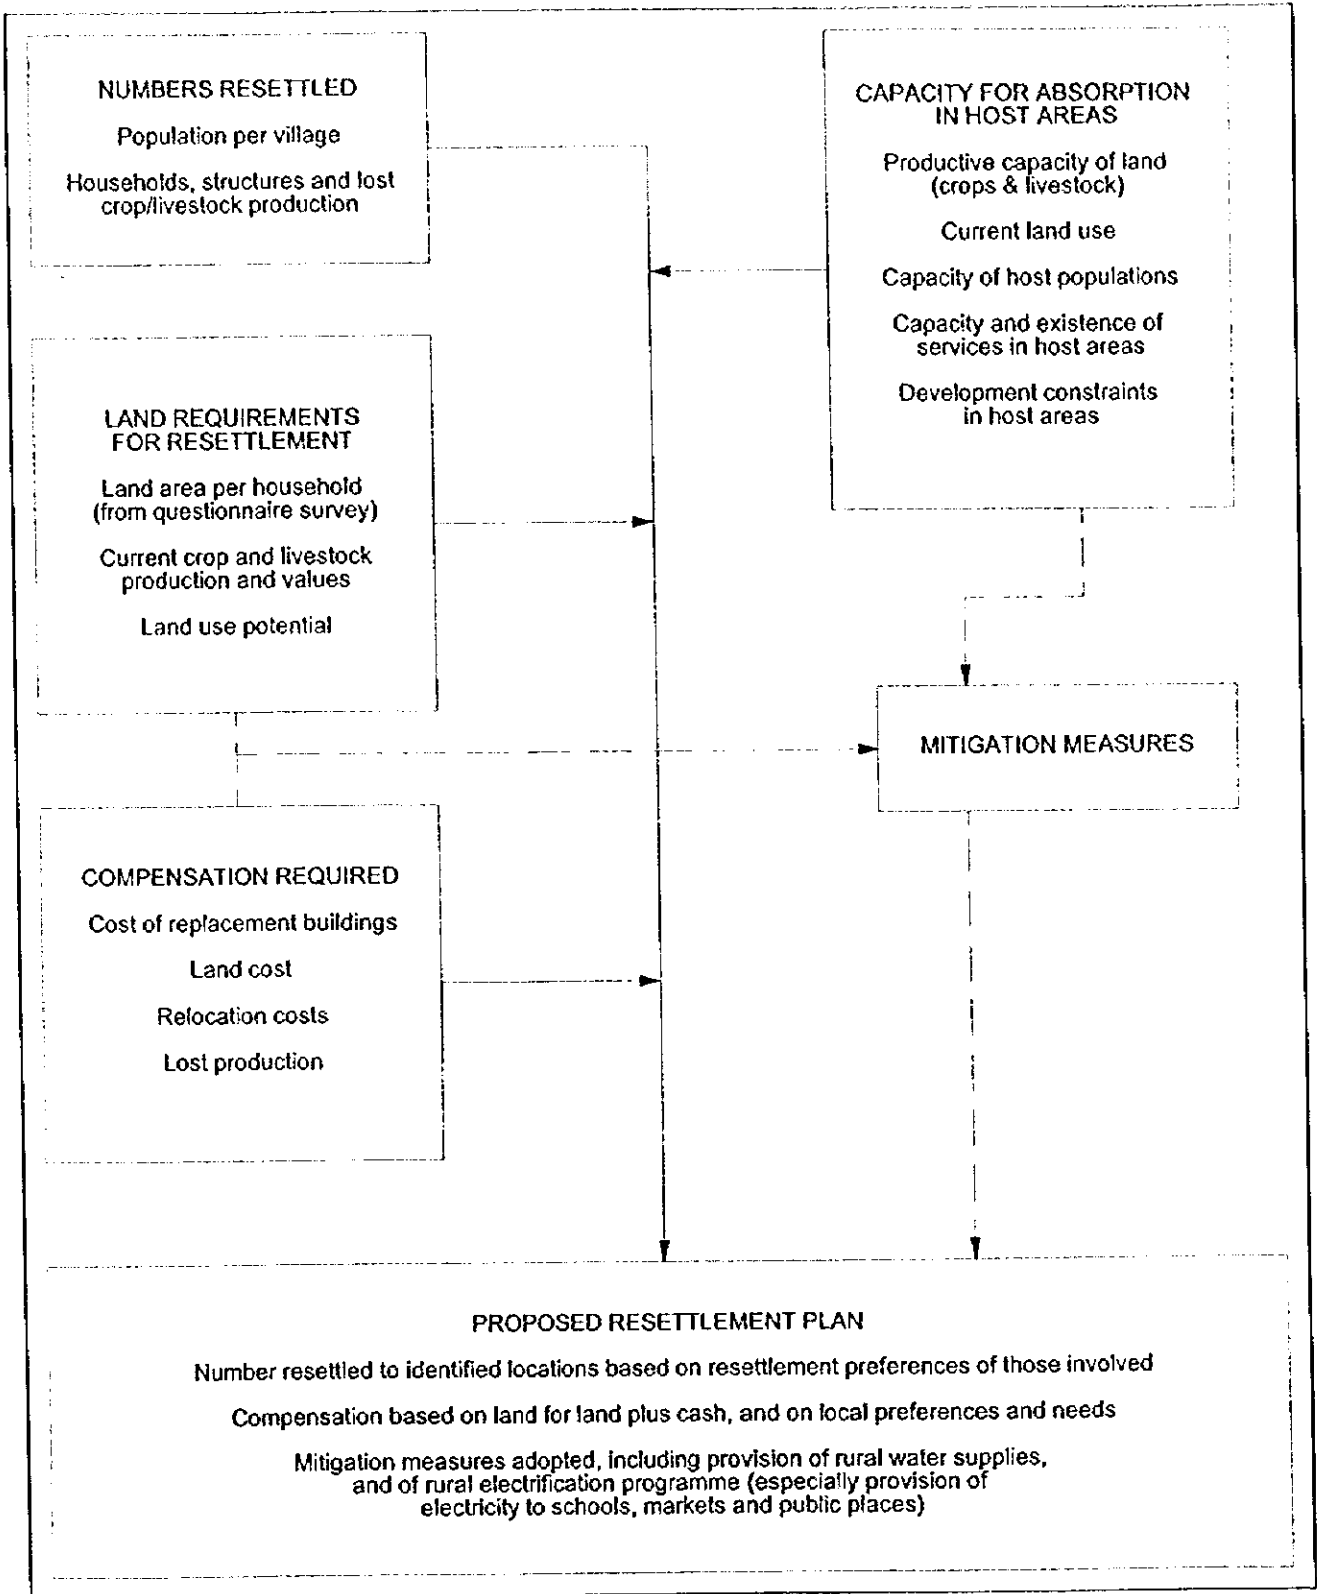 NUMBERS RESETTLED
Population per village
Households, structures and lost
crop/livestock production
CAPACITY FOR ABSORPTION
IN HOST AREAS
Productive capacity of land
(crops & livestock)
Current land use
Capacity of host populations
Capacity and existence of
services in host areas
Development constraints
in host areas
LAND REQUIREMENTS
FOR RESETTLEMENT
Land area per household
(from questionnaire survey)
Current crop and livestock
production and values
Land use potential
MITIGATION MEASURES
COMPENSATION REQUIRED
Cost of replacement buildings
Land cost
Relocation costs
Lost production
PROPOSED RESETTLEMENT PLAN
Number resettled to identified locations based on resettlement preferences of those involved
Compensation based on land for land plus cash, and on local preferences and needs
Mitigation measures adopted, including provision of rural water supplies,
and of rural electrification programme (especially provision of
electricity to schools, markets and public places)